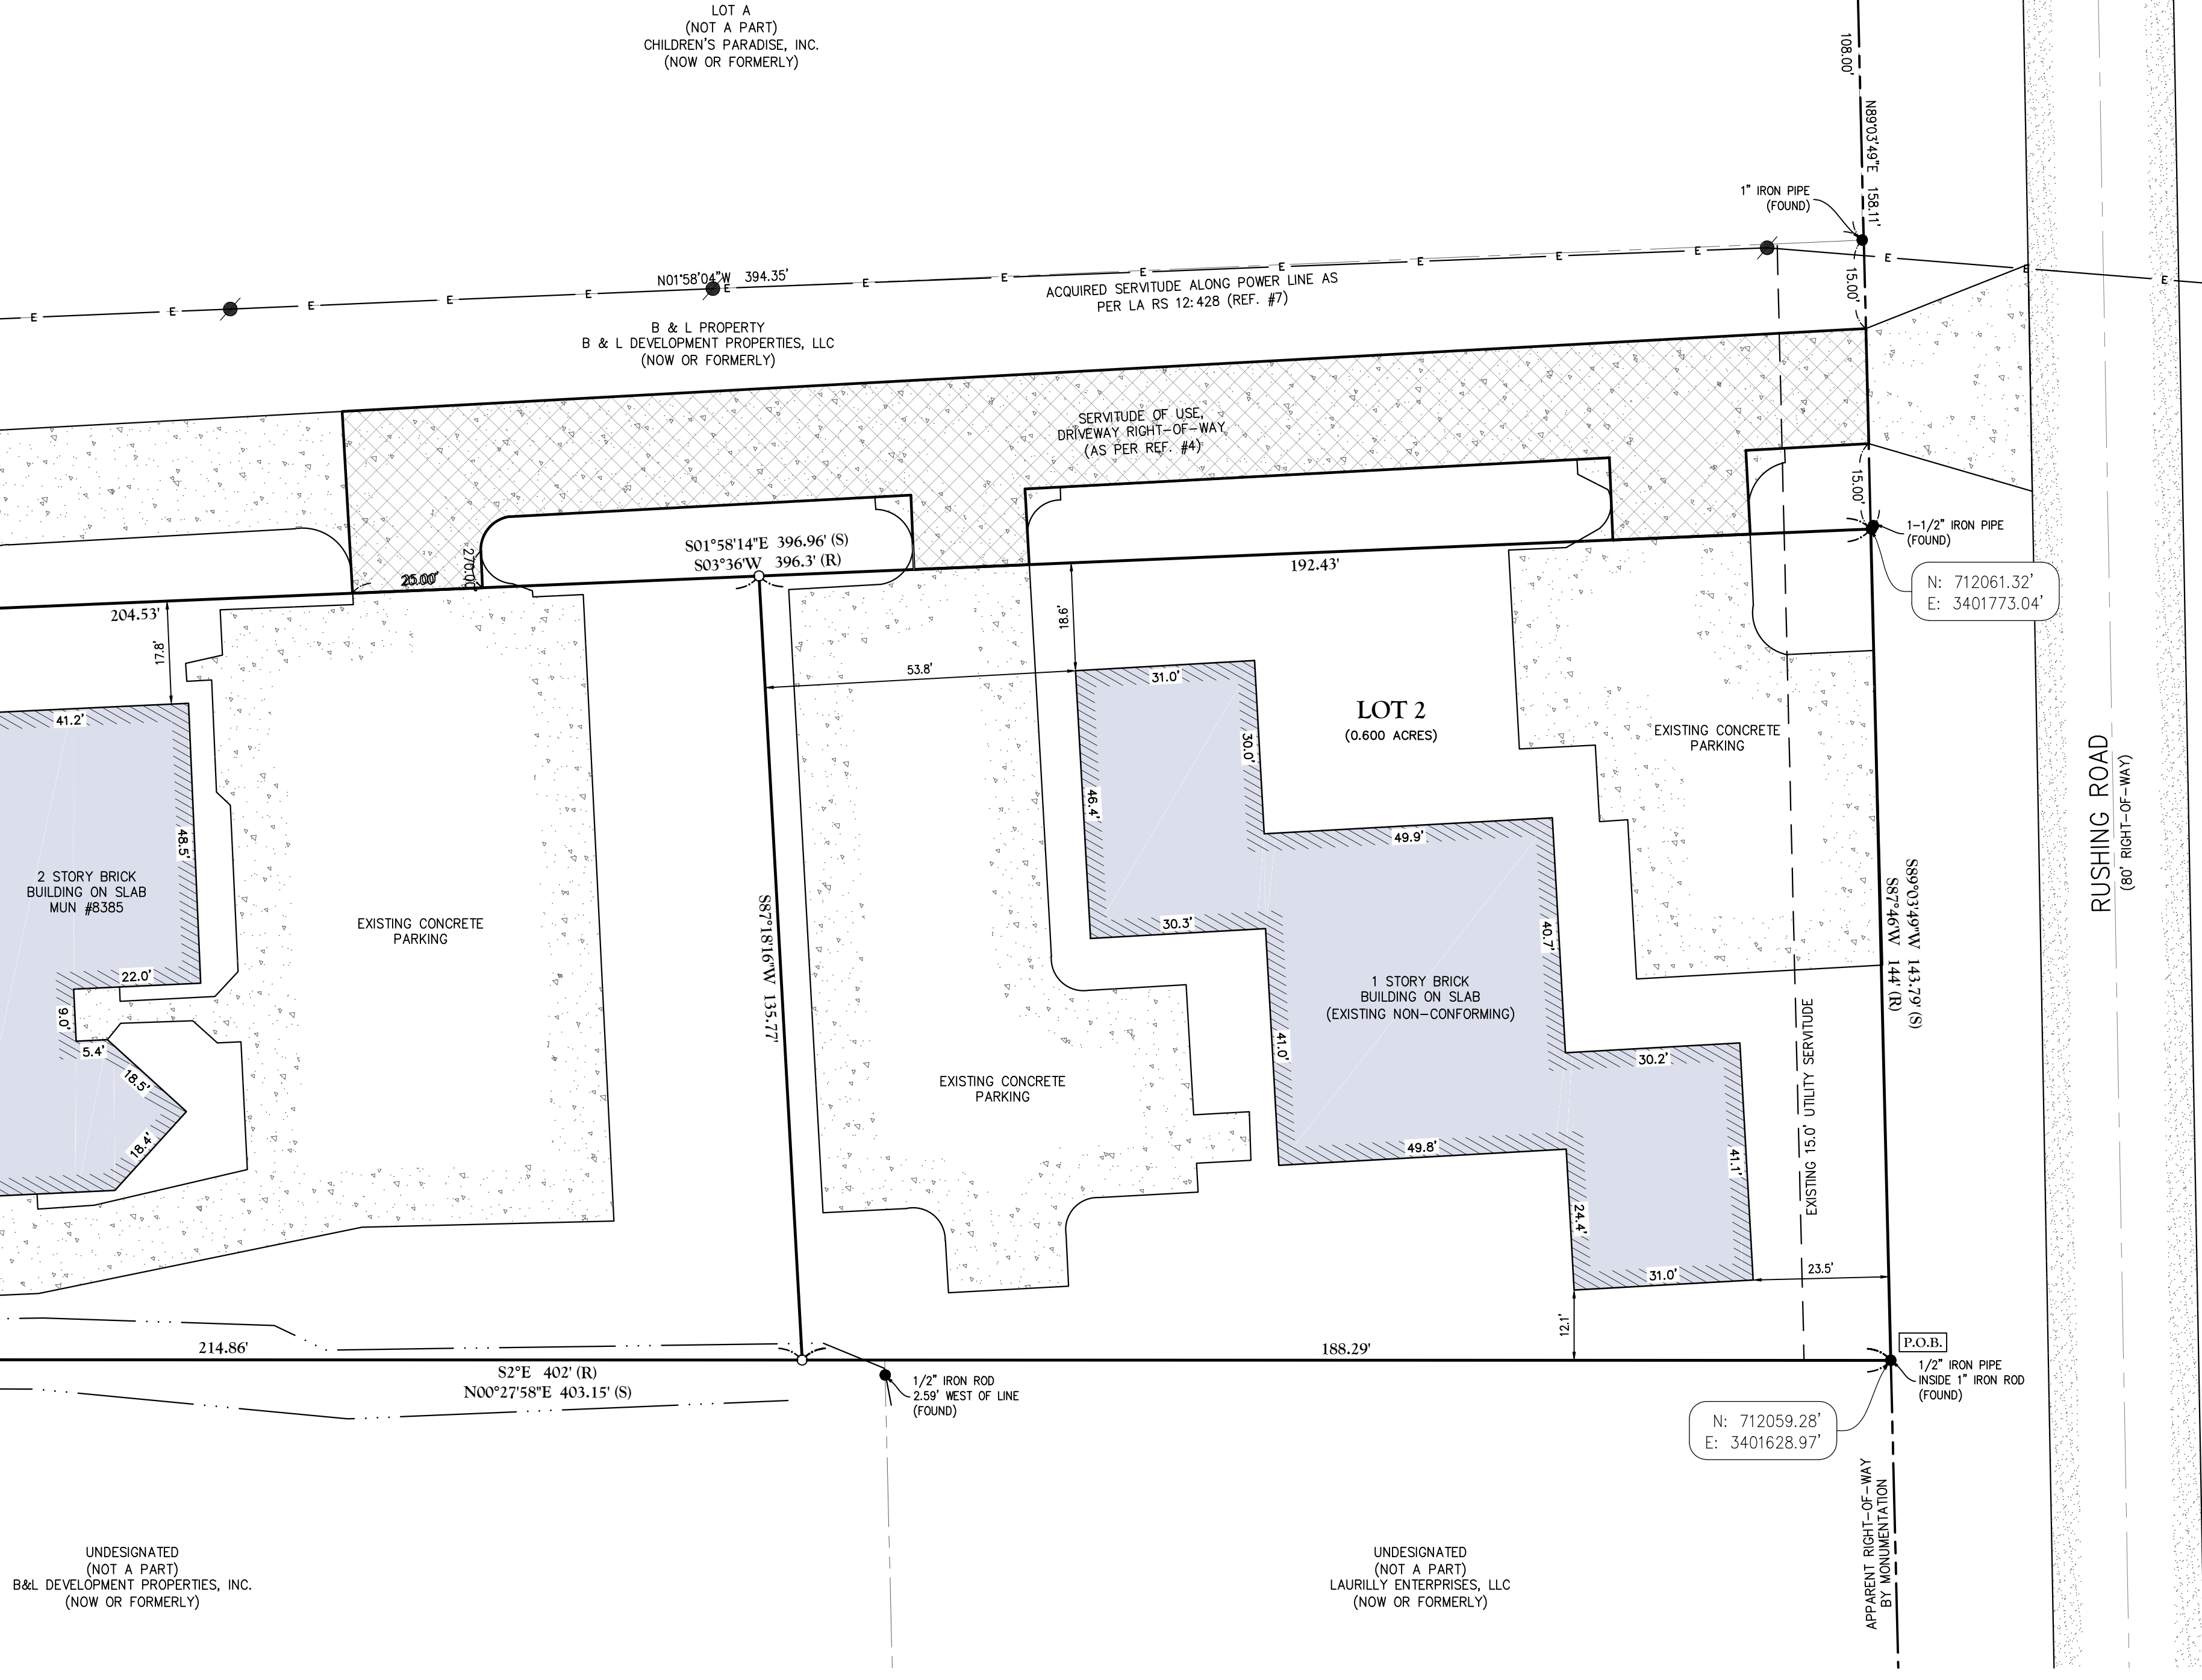 LOT A
(NOT A PART)
CHILDREN'S PARADISE, INC.
(NOW OR FORMERLY)
108.00'
N89°03'49"E 158.11'
1" IRON PIPE
(FOUND)
15.00'
N01°58'04"W 394.35'
E E E E E E E E E E E E E E E E
ACQUIRED SERVITUDE ALONG POWER LINE AS
PER LA RS 12:428 (REF. #7)
B & L PROPERTY
B & L DEVELOPMENT PROPERTIES, LLC
(NOW OR FORMERLY)
SERVITUDE OF USE,
DRIVEWAY RIGHT-OF-WAY
(AS PER REF. #4)
15.00'
1-1/2" IRON PIPE
(FOUND)
N: 712061.32'
E: 3401773.04'
S01°58'14"E 396.96' (S)
S03°36'W 396.3' (R)
270.00'
192.43'
204.53'
17.8'
18.6'
53.8'
31.0'
LOT 2
(0.600 ACRES)
30.0'
46.4'
EXISTING CONCRETE
PARKING
41.2'
48.5'
2 STORY BRICK
BUILDING ON SLAB
MUN #8385
49.9'
RUSHING ROAD
(80' RIGHT-OF-WAY)
S89°03'49"W 143.79' (S)
S87°46'W 144' (R)
EXISTING CONCRETE
PARKING
S87°18'16"W 135.77'
30.3'
40.7'
22.0'
9.0'
5.4'
18.5'
18.4'
1 STORY BRICK
BUILDING ON SLAB
(EXISTING NON-CONFORMING)
41.0'
30.2'
EXISTING 15.0' UTILITY SERVITUDE
EXISTING CONCRETE
PARKING
49.8'
41.1'
24.4'
31.0'
23.5'
12.1'
214.86'
188.29'
P.O.B.
S2°E 402' (R)
N00°27'58"E 403.15' (S)
1/2" IRON ROD
2.59' WEST OF LINE
(FOUND)
1/2" IRON PIPE
INSIDE 1" IRON ROD
(FOUND)
N: 712059.28'
E: 3401628.97'
APPARENT RIGHT-OF-WAY
BY MONUMENTATION
UNDESIGNATED
(NOT A PART)
B&L DEVELOPMENT PROPERTIES, INC.
(NOW OR FORMERLY)
UNDESIGNATED
(NOT A PART)
LAURILLY ENTERPRISES, LLC
(NOW OR FORMERLY)